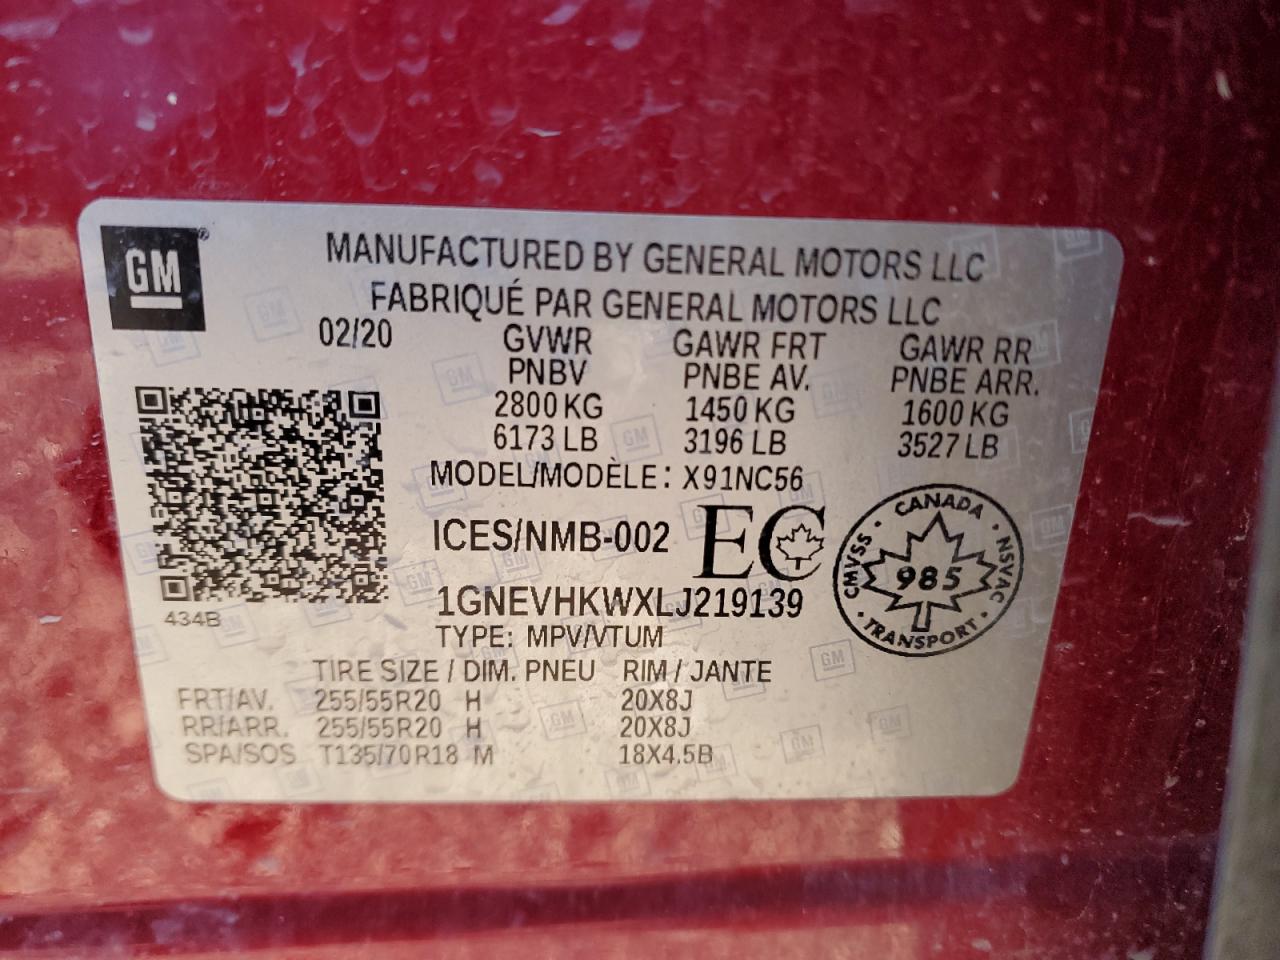 GM®
MANUFACTURED BY GENERAL MOTORS LLC
FABRIQUÉ PAR GENERAL MOTORS LLC
02/20 GVWR GAWR FRT GAWR RR
PNBV PNBE AV. PNBE ARR.
2800 KG 1450 KG 1600 KG
6173 LB 3196 LB 3527 LB
MODEL/MODÈLE: X91NC56
ICES/NMB-002 EC
CANADA
CMVSS 985 NSVAC
TRANSPORT
1GNEVHKWXLJ219139
434B
TYPE: MPV/VTUM
TIRE SIZE / DIM. PNEU RIM / JANTE
FRT/AV. 255/55R20 H 20X8J
RR/ARR. 255/55R20 H 20X8J
SPA/SOS T135/70R18 M 18X4.5B